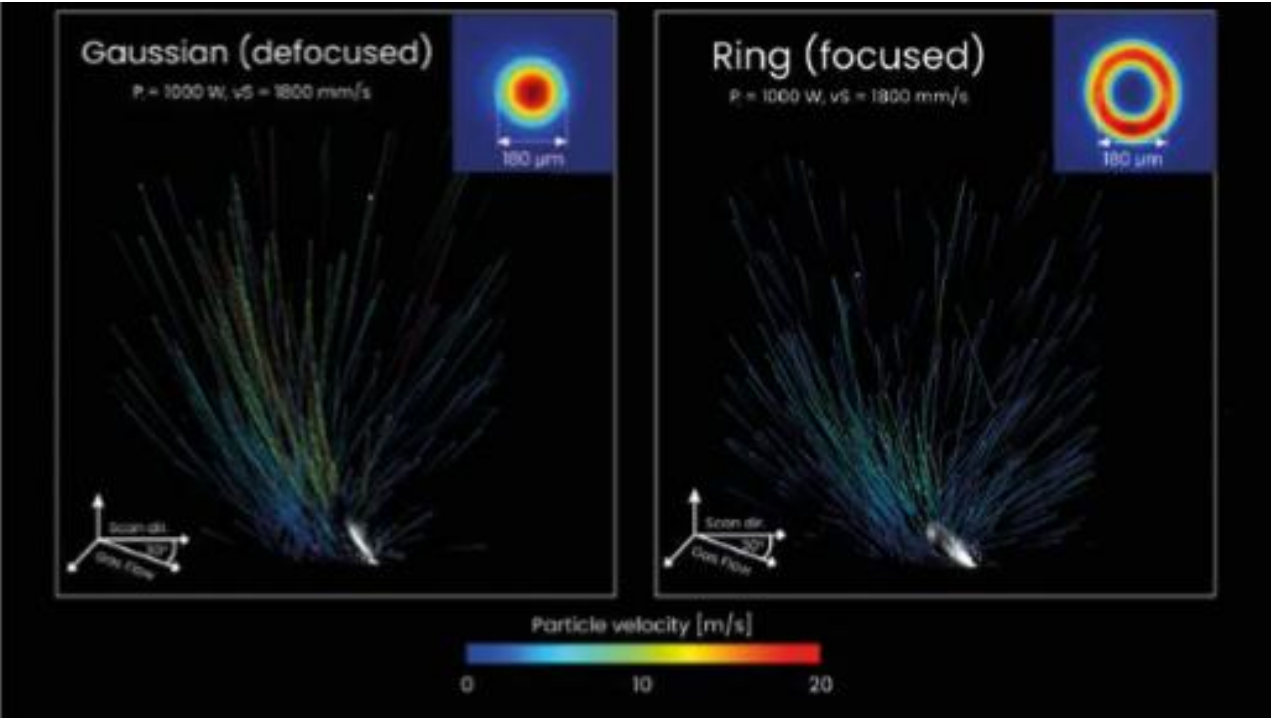 Gaussian (defocused)
P = 1000 W, vS = 1800 mm/s
180 µm
Scan dir.
30°
Gas Flow
Ring (focused)
P = 1000 W, vS = 1800 mm/s
180 µm
Scan dir.
30°
Gas Flow
Particle velocity [m/s]
0 10 20